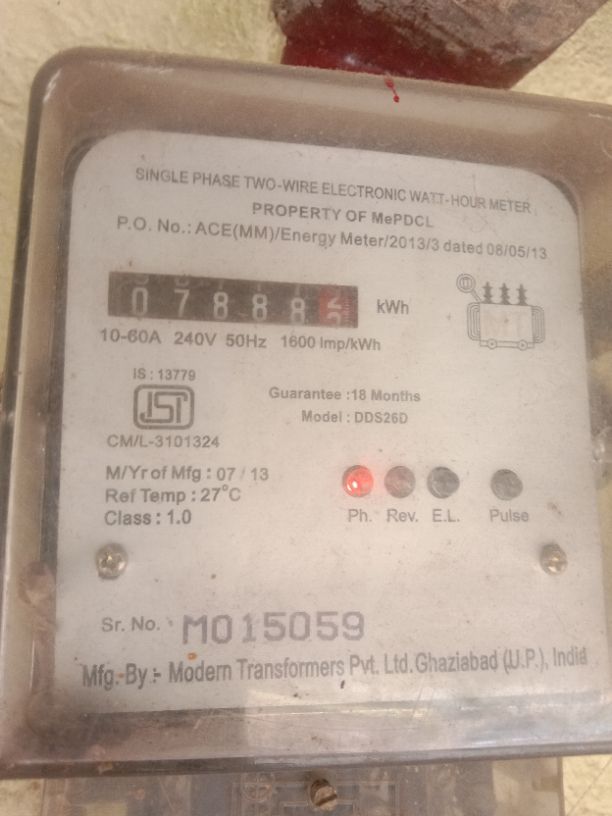 SINGLE PHASE TWO-WIRE ELECTRONIC WATT-HOUR METER
PROPERTY OF MePDCL
P.O. No.: ACE(MM)/Energy Meter/2013/3 dated 08/05/13
07888 kWh
10-60A 240V 50Hz 1600 Imp/kWh
IS : 13779
ISI
CM/L-3101324
Guarantee :18 Months
Model : DDS26D
M/Yr of Mfg : 07 / 13
Ref Temp : 27°C
Class : 1.0
Ph. Rev. E.L. Pulse
Sr. No. M015059
Mfg.-By :- Modern Transformers Pvt. Ltd. Ghaziabad (U.P.), India